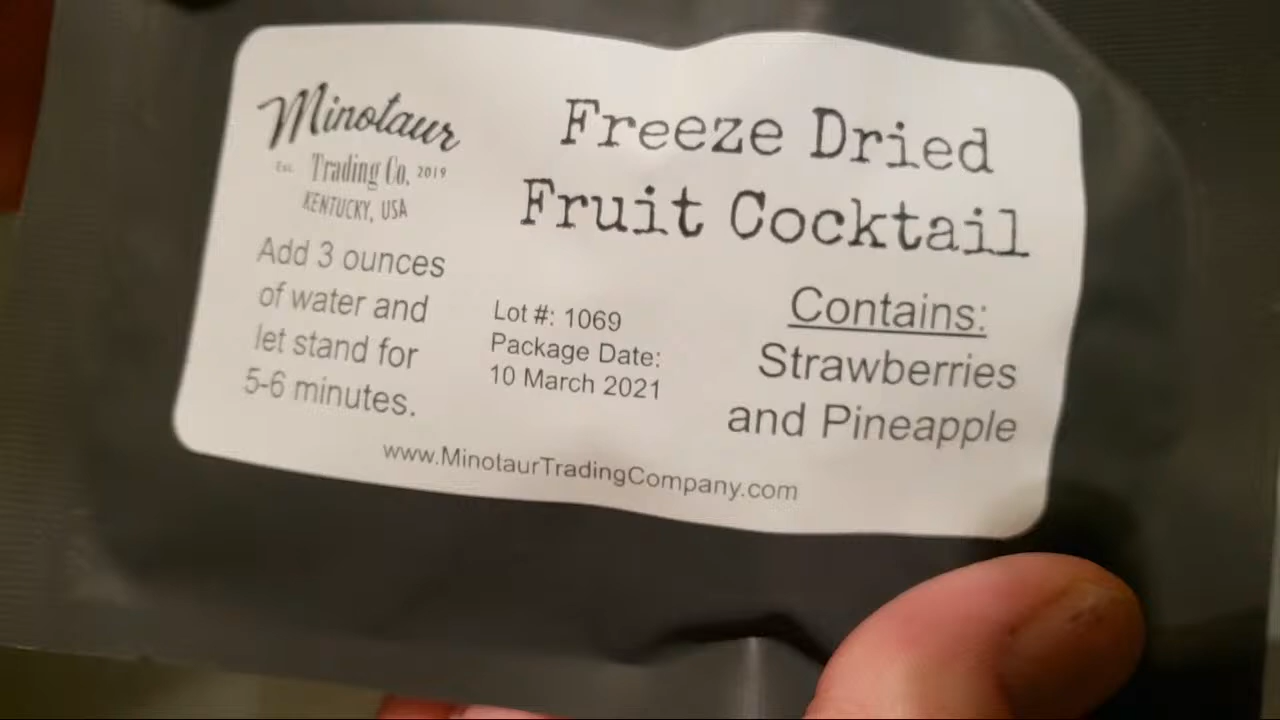 Minotaur
Est. Trading Co. 2019
KENTUCKY, USA
Freeze Dried
Fruit Cocktail
Add 3 ounces
of water and
let stand for
5-6 minutes.
Lot #: 1069
Package Date:
10 March 2021
Contains:
Strawberries
and Pineapple
www.MinotaurTradingCompany.com